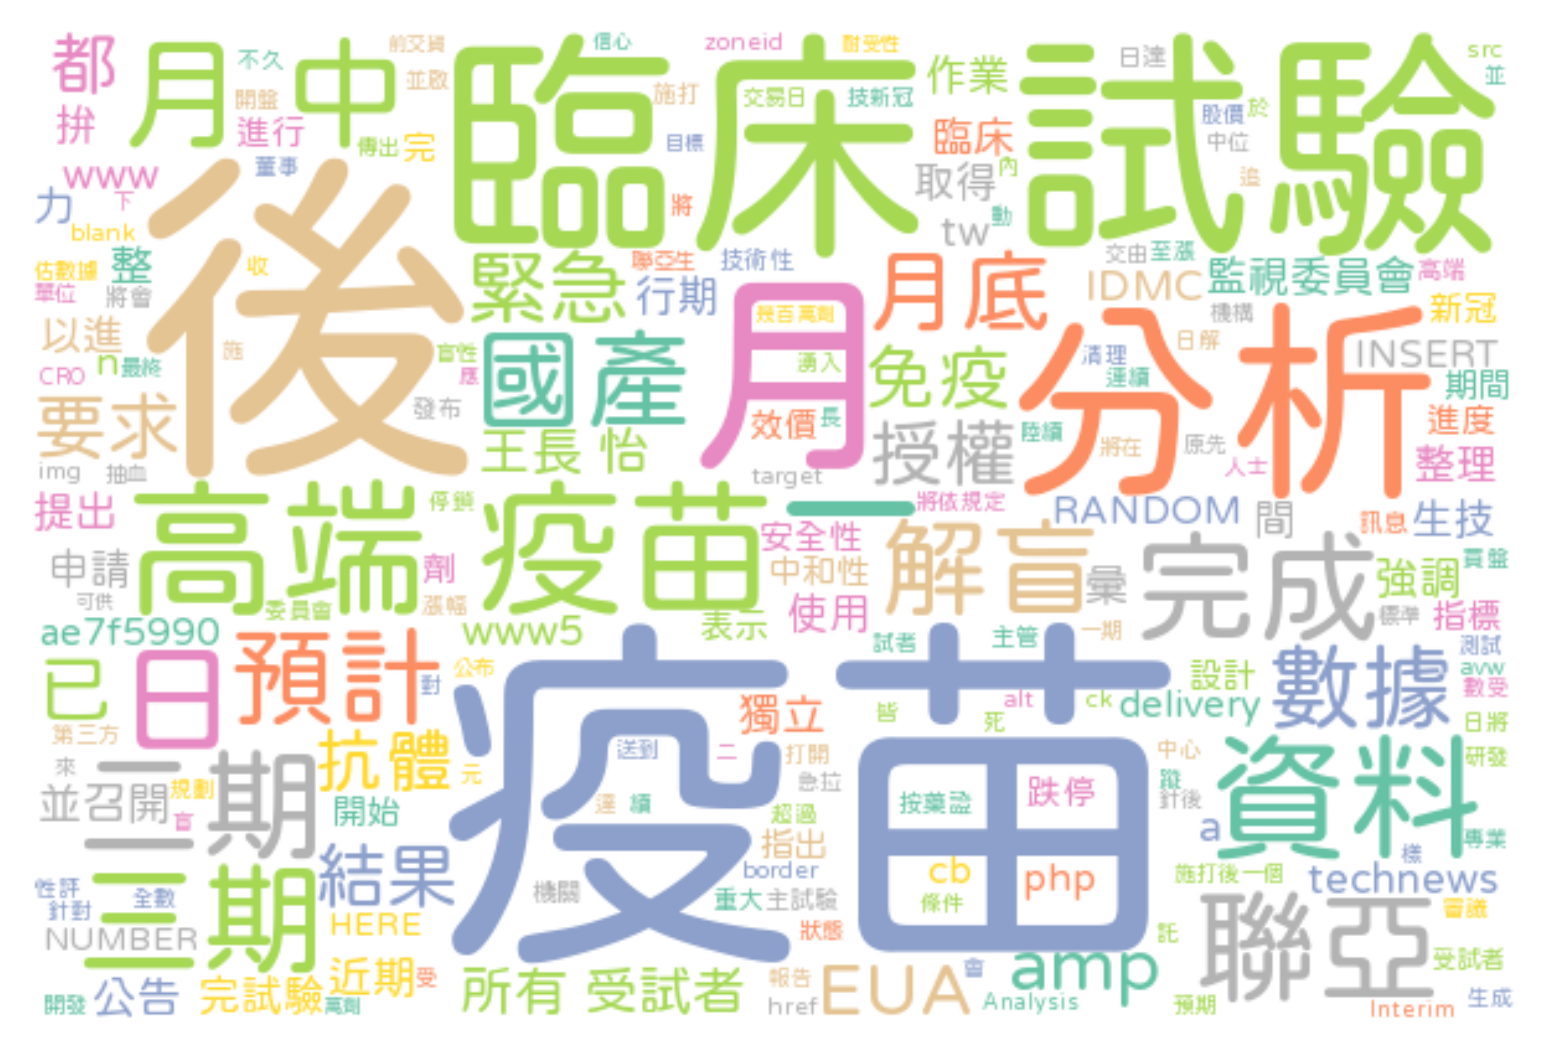 都
月中
不久
前交貨
並啟
開盤
拚
進行
傳出
完
臨床試驗
信心
zoneid
耐受性
施打
交易日
技新冠
目標
作業
日達
src
並
股價
於
中位
臨床
內
取得
追
www
董事
下
力
blank
將
tw
動
後
整
估數據
單位
將會
收
緊急
聯亞生
技術性
行期
月
幾百萬劑
月底
交由
至漲
IDMC
監視委員會
高端
機構
新冠
以進
n
最終
CRO
施
盲性
應
國產
湧入
免疫
分析
清理
連續
日解
INSERT
期間
要求
發布
效價
長
授權
陸續
將在
原先
人士
進度
整理
王長 怡
img
抽血
target
提出
高端 疫苗
停鎖
一
將依規定
RANDOM
間
訊息
生技
安全性
解盲
完成
買盤
申請
劑
中和性
彙
強調
可供
委員會
漲幅
使用
標準
指標
ae7f5990
www5
表示
試者
主管
一期
測試
已
日
預計
對
公布
疫苗
獨立
皆
死
alt
ck
delivery
設計
數據
avw
數受
日將
第三方
抗體
元
送到
二
打開
急拉
中心
研發
來
並召開
規劃
盲
二期
開始
達 續
超過
按藥證
跌停
蹤
針後
a
資料
專業
指出
樣
結果
border
cb
php
施打後一個
technews
性評
針對
全數
三期
機關
重大
主試驗
條件
審議
NUMBER
HERE
狀態
託
聯亞
受試者
開發
公告
完試驗
萬劑
近期
受
所有 受試者
報告
href
EUA
會
Analysis
amp
預期
Interim
生成